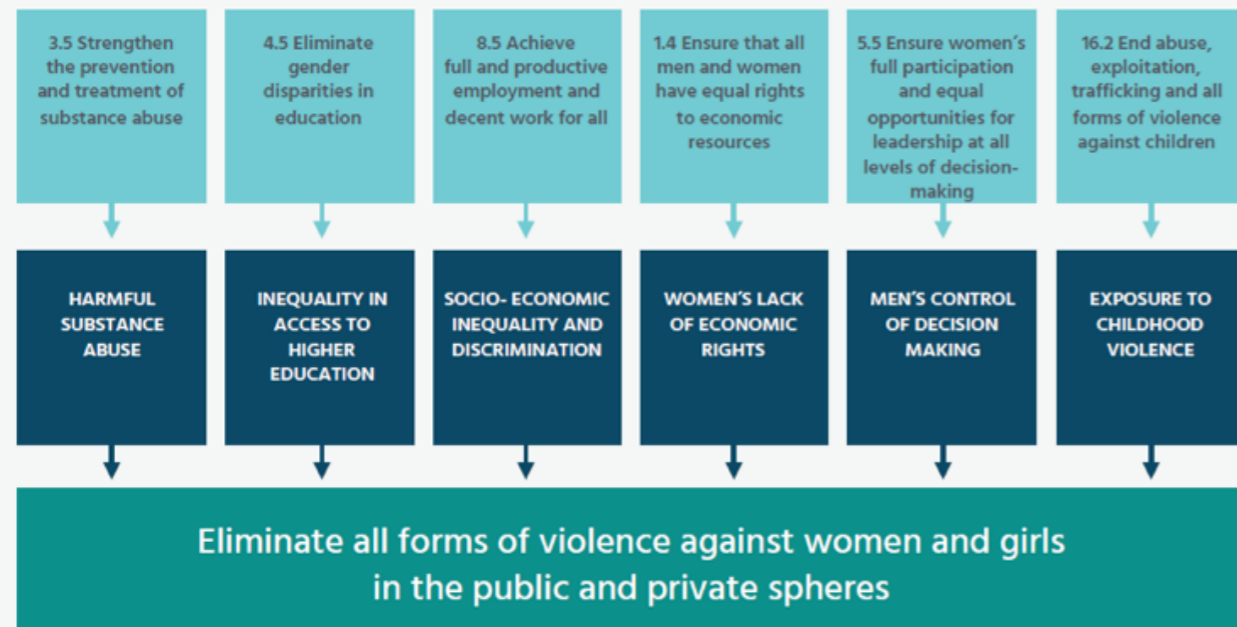 3.5 Strengthen
the prevention
and treatment of
substance abuse
4.5 Eliminate
gender
disparities in
education
8.5 Achieve
full and productive
employment and
decent work for all
1.4 Ensure that all
men and women
have equal rights
to economic
resources
5.5 Ensure women´s
full participation
and equal
opportunities for
leadership at all
levels of decision-
making
16.2 End abuse,
exploitation,
trafficking and all
forms of violence
against children
HARMFUL
SUBSTANCE
ABUSE
INEQUALITY IN
ACCESS TO
HIGHER
EDUCATION
SOCIO- ECONOMIC
INEQUALITY AND
DISCRIMINATION
WOMEN´S LACK
OF ECONOMIC
RIGHTS
MEN´S CONTROL
OF DECISION
MAKING
EXPOSURE TO
CHILDHOOD
VIOLENCE
Eliminate all forms of violence against women and girls
in the public and private spheres